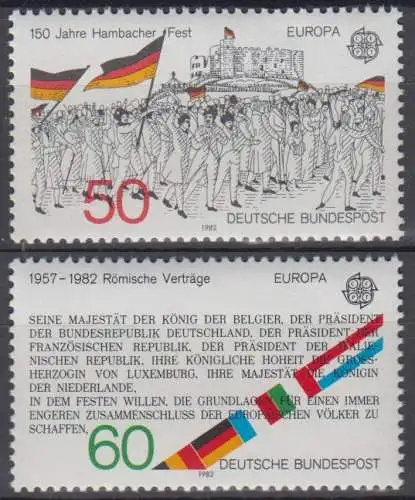 150 Jahre Hambacher Fest
EUROPA
CEPT
50
DEUTSCHE BUNDESPOST
1982
1957-1982 Römische Verträge
EUROPA
CEPT
SEINE MAJESTÄT DER KÖNIG DER BELGIER, DER PRÄSIDENT
DER BUNDESREPUBLIK DEUTSCHLAND, DER PRÄSIDENT DER
FRANZÖSISCHEN REPUBLIK, DER PRÄSIDENT DER ITALIE-
NISCHEN REPUBLIK, IHRE KÖNIGLICHE HOHEIT DIE GROSS-
HERZOGIN VON LUXEMBURG, IHRE MAJESTÄT DIE KÖNIGIN
DER NIEDERLANDE,
IN DEM FESTEN WILLEN, DIE GRUNDLAGEN FÜR EINEN IMMER
ENGEREN ZUSAMMENSCHLUSS DER EUROPÄISCHEN VÖLKER ZU
SCHAFFEN,
60
DEUTSCHE BUNDESPOST
1982